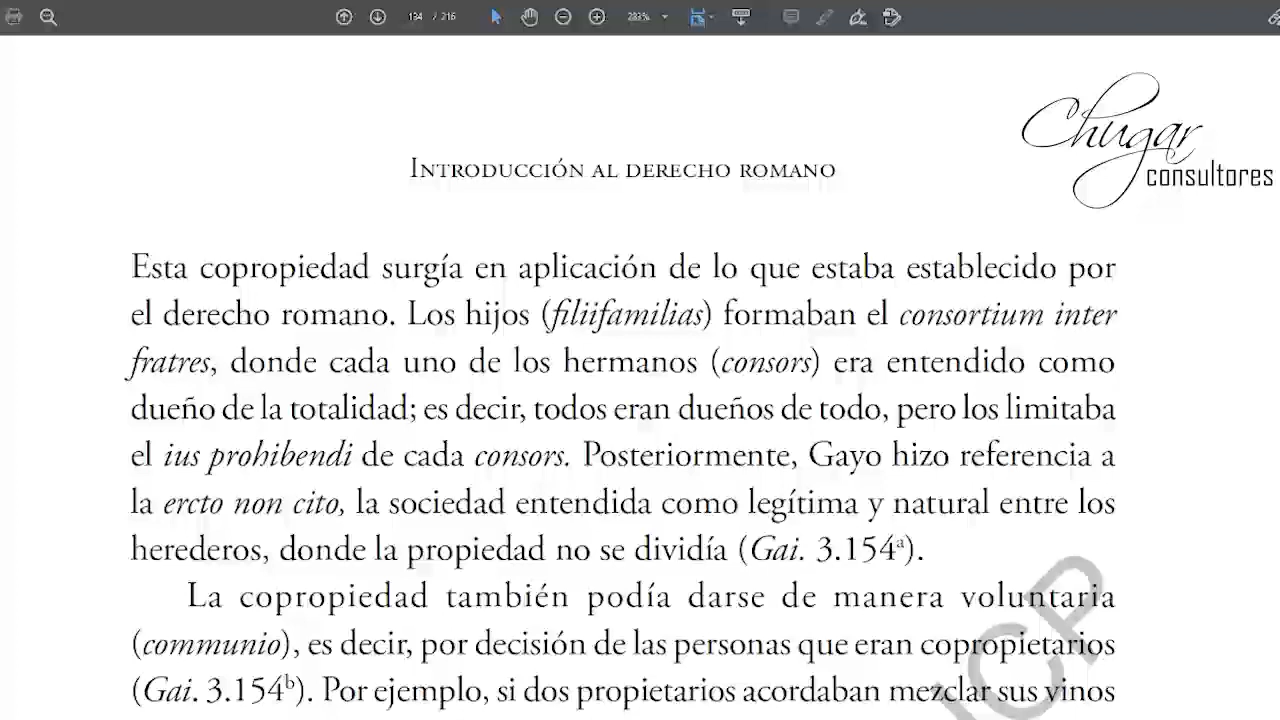 134 / 216
283%
Chugar
consultores
Introducción al derecho romano
Esta copropiedad surgía en aplicación de lo que estaba establecido por
el derecho romano. Los hijos (filiifamilias) formaban el consortium inter
fratres, donde cada uno de los hermanos (consors) era entendido como
dueño de la totalidad; es decir, todos eran dueños de todo, pero los limitaba
el ius prohibendi de cada consors. Posteriormente, Gayo hizo referencia a
la ercto non cito, la sociedad entendida como legítima y natural entre los
herederos, donde la propiedad no se dividía (Gai. 3.154ª).
La copropiedad también podía darse de manera voluntaria
(communio), es decir, por decisión de las personas que eran copropietarios
(Gai. 3.154ᵇ). Por ejemplo, si dos propietarios acordaban mezclar sus vinos